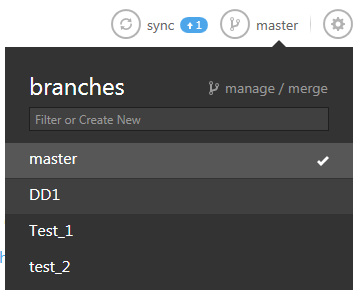 sync 1 master
branches manage / merge
Filter or Create New
master
DD1
Test_1
test_2